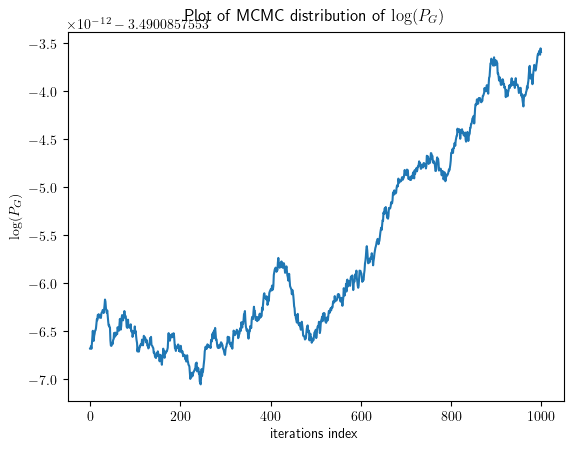 Plot of MCMC distribution of log(P_G)
×10−12 − 3.4900857553
−3.5
−4.0
−4.5
−5.0
−5.5
−6.0
−6.5
−7.0
log(P_G)
0 200 400 600 800 1000
iterations index